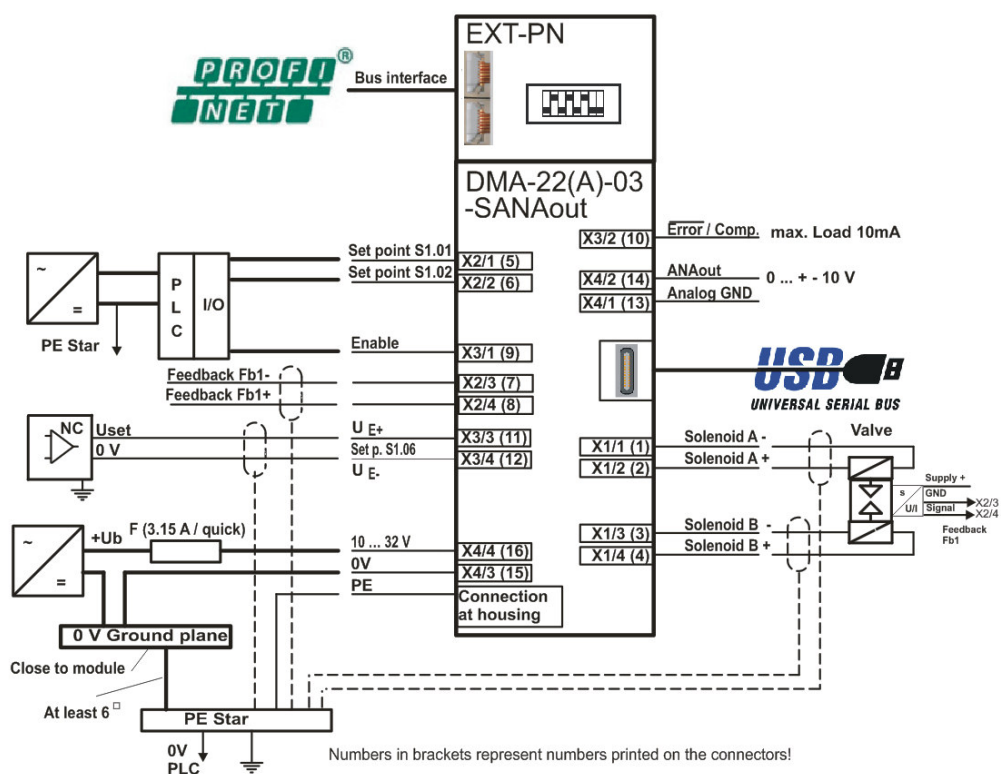 EXT-PN
PROFI
NET
®
Bus interface
DMA-22(A)-03
-SANAout
Set point S1.01
X2/1 (5)
Set point S1.02
X2/2 (6)
~
=
PE Star
P
L
C
I/O
Enable
X3/1 (9)
Feedback Fb1-
X2/3 (7)
Feedback Fb1+
X2/4 (8)
NC
Uset
0 V
U E+
X3/3 (11)
Set p. S1.06
X3/4 (12)
U E-
~
=
+Ub
F (3.15 A / quick)
10 ... 32 V
X4/4 (16)
0V
X4/3 (15)
PE
Connection
at housing
0 V Ground plane
Close to module
At least 6 □
PE Star
0V
PLC
X3/2 (10)
Error / Comp.
max. Load 10mA
X4/2 (14)
ANAout
0 ... + - 10 V
X4/1 (13)
Analog GND
USB
UNIVERSAL SERIAL BUS
X1/1 (1)
Solenoid A -
X1/2 (2)
Solenoid A +
Valve
X1/3 (3)
Solenoid B -
X1/4 (4)
Solenoid B +
s
U/I
Supply +
GND
X2/3
Signal
X2/4
Feedback
Fb1
Numbers in brackets represent numbers printed on the connectors!